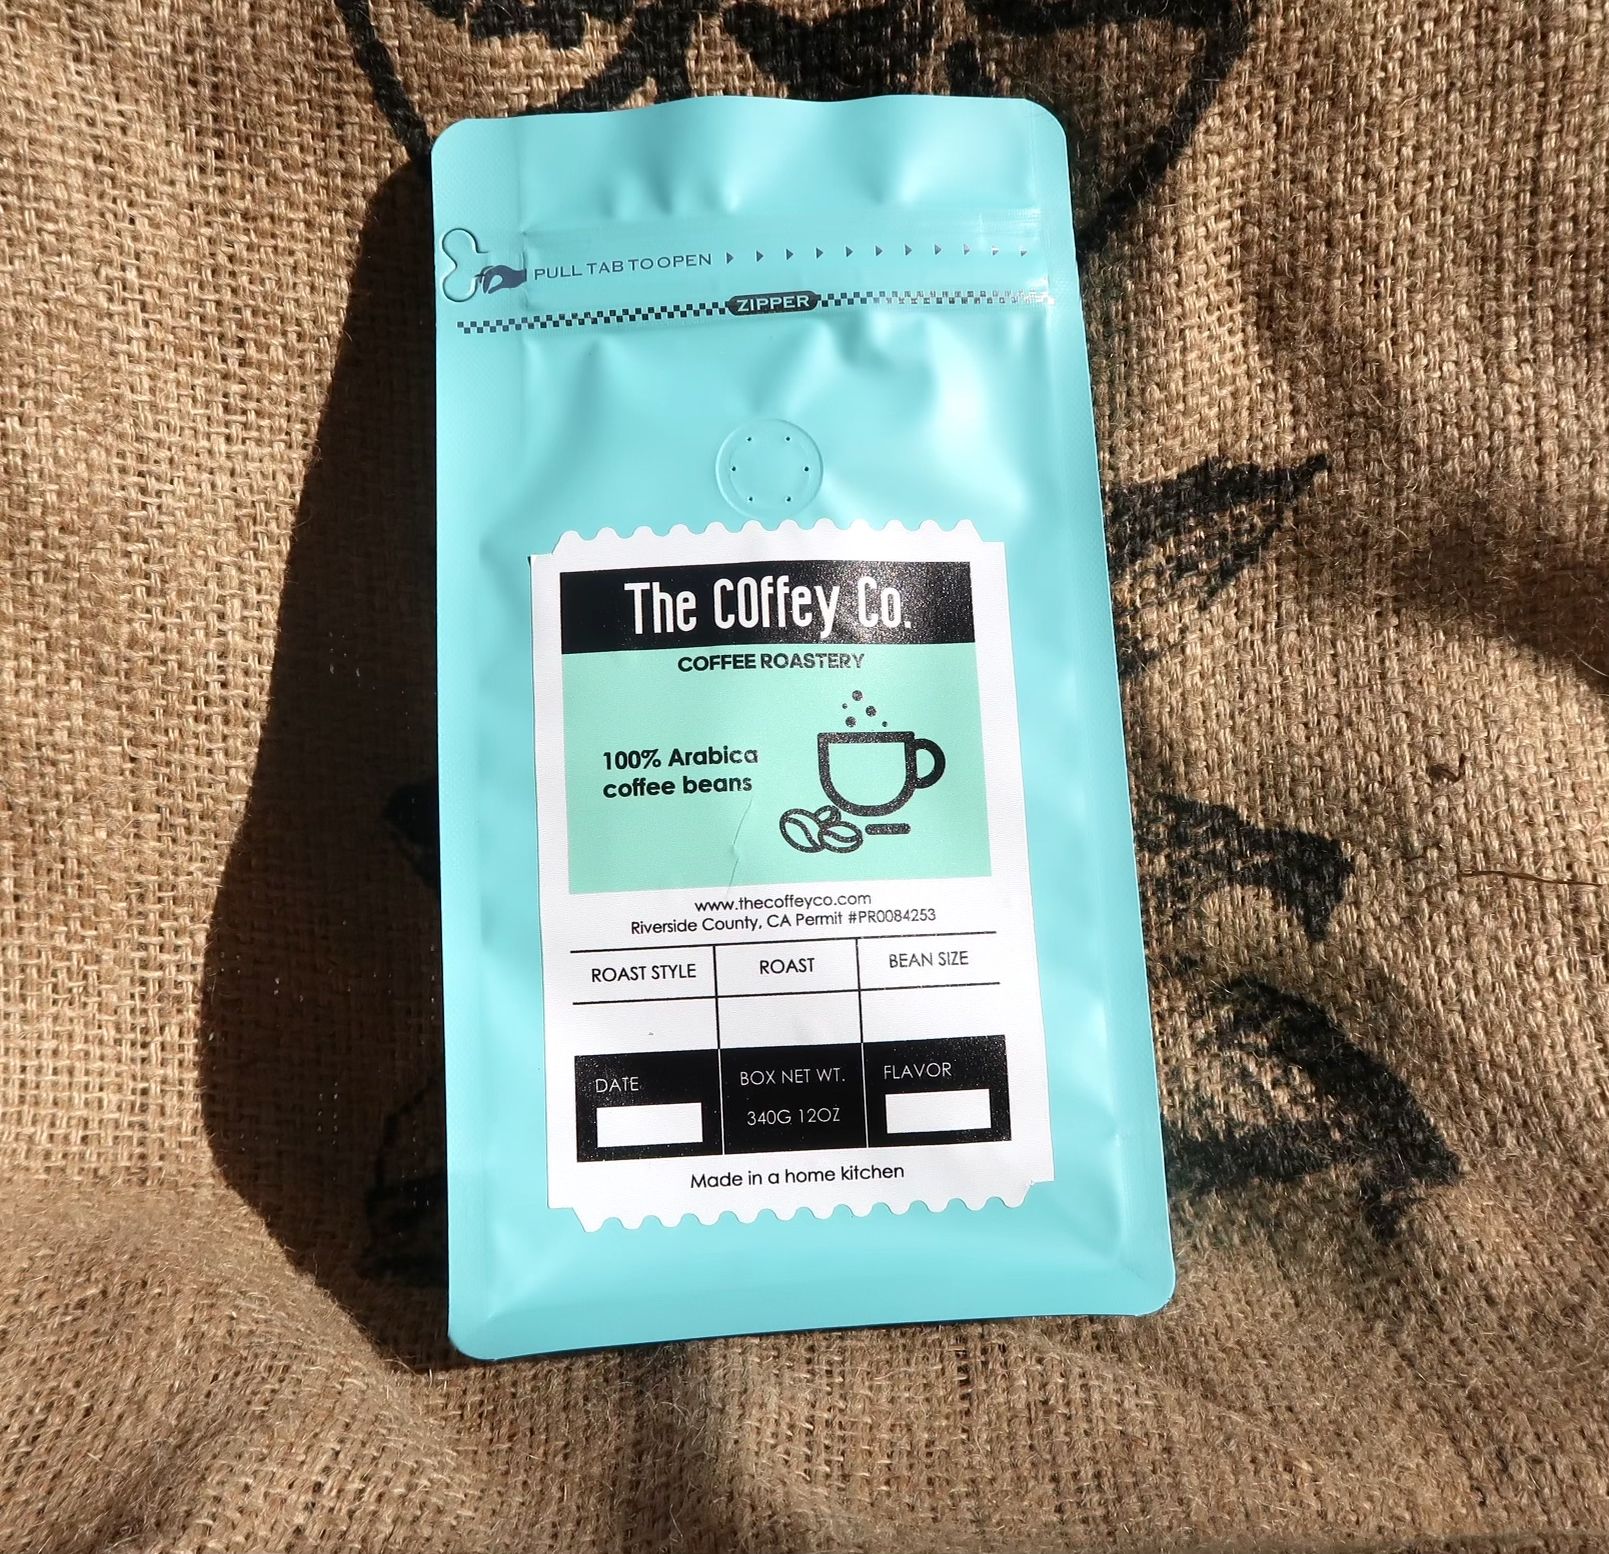 PULL TAB TO OPEN
ZIPPER
The COffey Co.
COFFEE ROASTERY
100% Arabica
coffee beans
www.thecoffeyco.com
Riverside County, CA Permit #PR0084253
ROAST STYLE ROAST BEAN SIZE
DATE BOX NET WT. FLAVOR
340G 12OZ
Made in a home kitchen